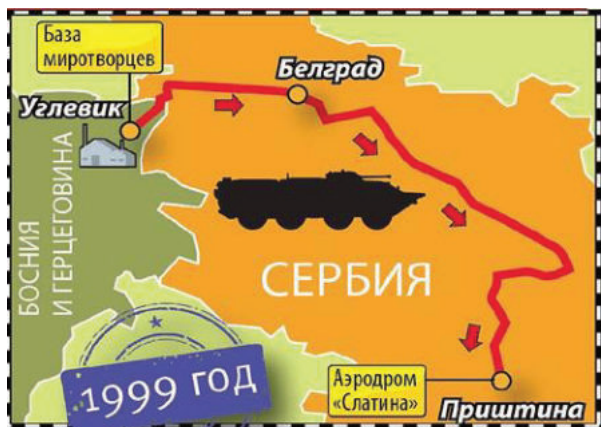 База
миротворцев
Белград
Углевик
БОСНИЯ
И ГЕРЦЕГОВИНА
СЕРБИЯ
1999 ГОД
Аэродром
«Слатина»
Приштина